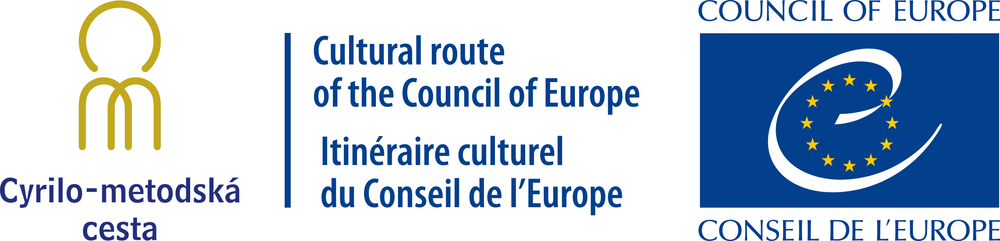 Cyrilo-metodská
cesta
Cultural route
of the Council of Europe
Itinéraire culturel
du Conseil de l’Europe
COUNCIL OF EUROPE
CONSEIL DE L’EUROPE